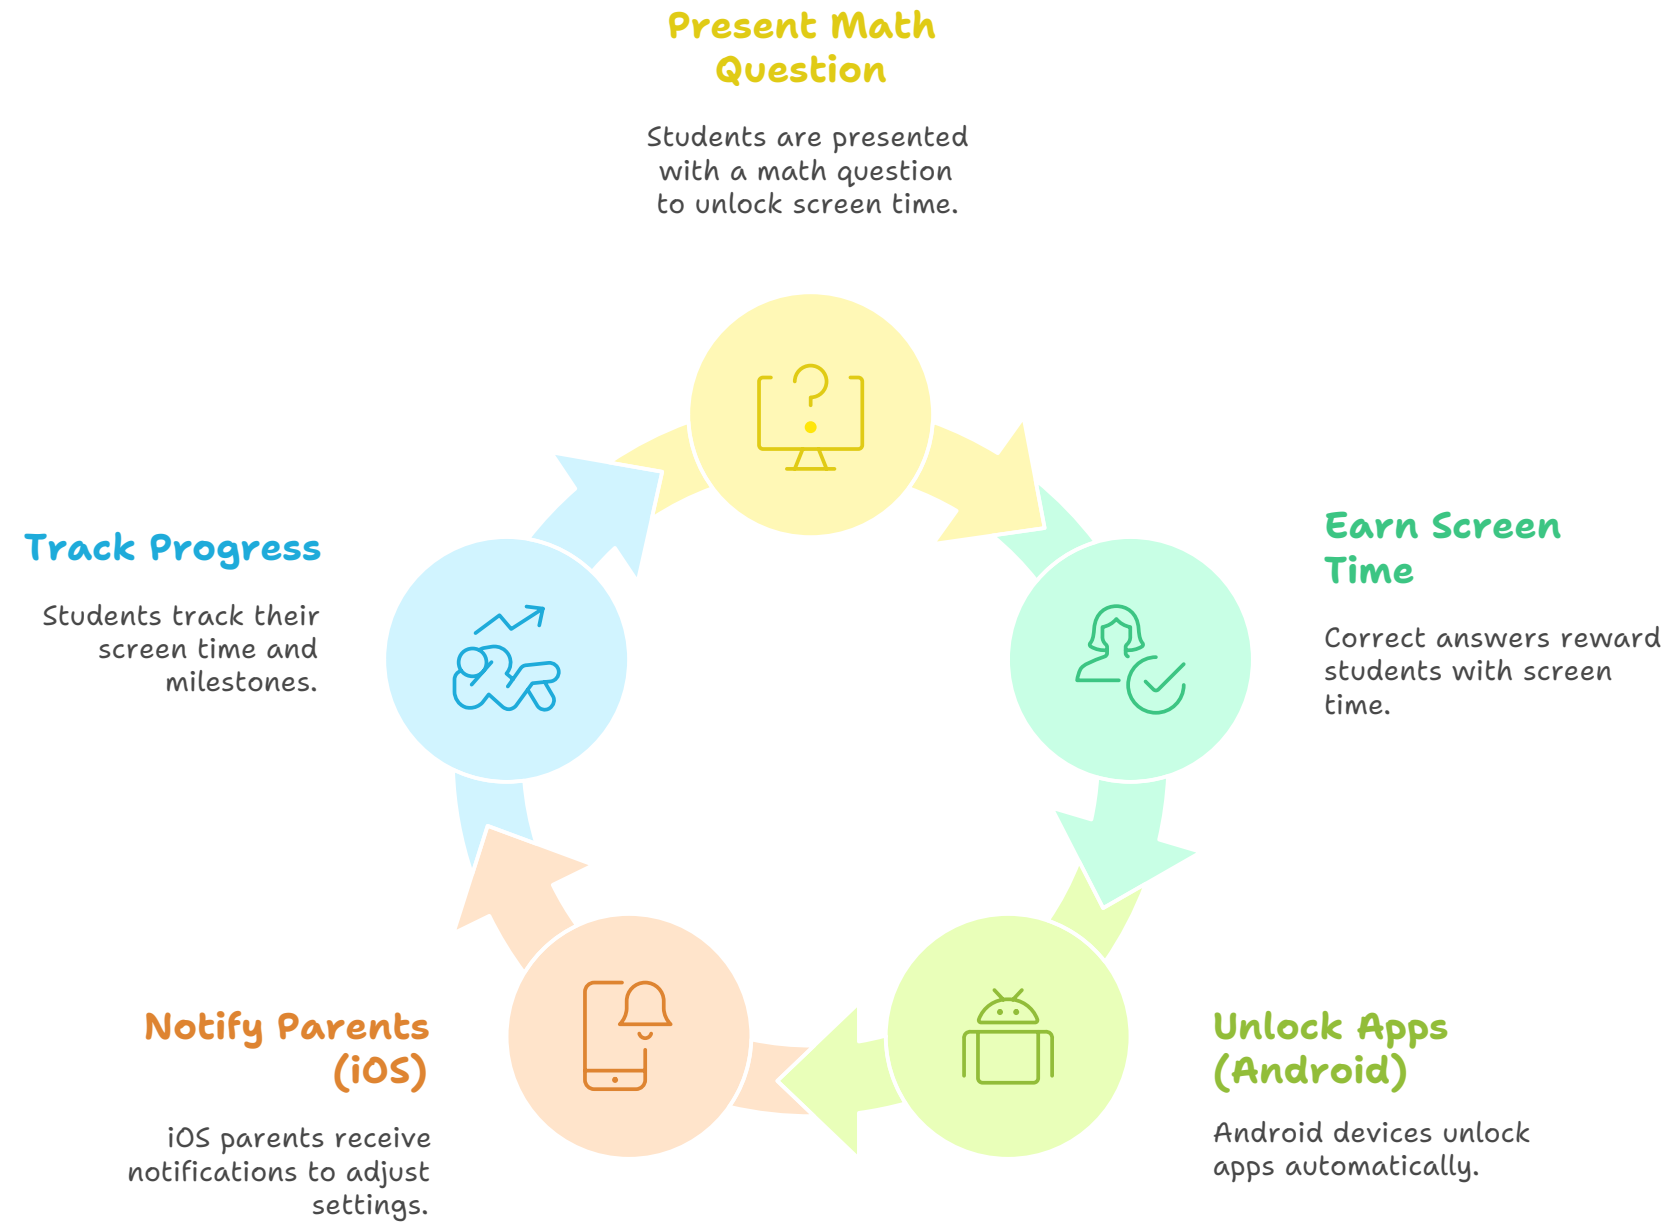 Present Math
Question
Students are presented
with a math question
to unlock screen time.
Earn Screen
Time
Correct answers reward
students with screen
time.
Unlock Apps
(Android)
Android devices unlock
apps automatically.
Notify Parents
(iOS)
iOS parents receive
notifications to adjust
settings.
Track Progress
Students track their
screen time and
milestones.